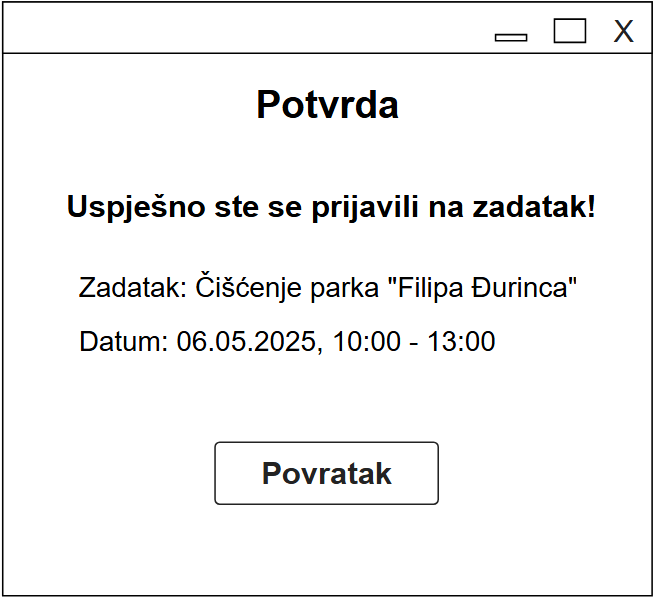 X
Potvrda
Uspješno ste se prijavili na zadatak!
Zadatak: Čišćenje parka "Filipa Đurinca"
Datum: 06.05.2025, 10:00 - 13:00
Povratak